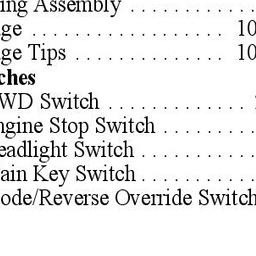 ing Assembly . . . . . . . . . . .
ge . . . . . . . . . . . . . . . . . . 10
ge Tips . . . . . . . . . . . . . . 10
ches
WD Switch . . . . . . . . . . . .
ngine Stop Switch . . . . . . . .
eadlight Switch . . . . . . . . . .
ain Key Switch . . . . . . . . . .
ode/Reverse Override Switch